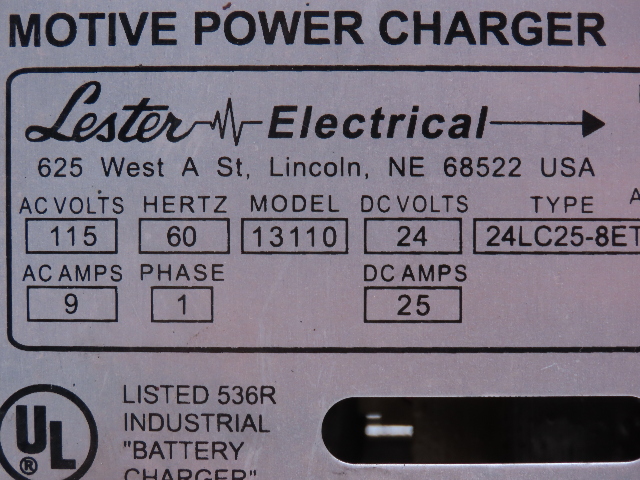 MOTIVE POWER CHARGER
Lester Electrical
625 West A St, Lincoln, NE 68522 USA
AC VOLTS HERTZ MODEL DC VOLTS TYPE A
115 60 13110 24 24LC25-8ET
AC AMPS PHASE DC AMPS
9 1 25
UL ®
LISTED 536R
INDUSTRIAL
"BATTERY
CHARGER"